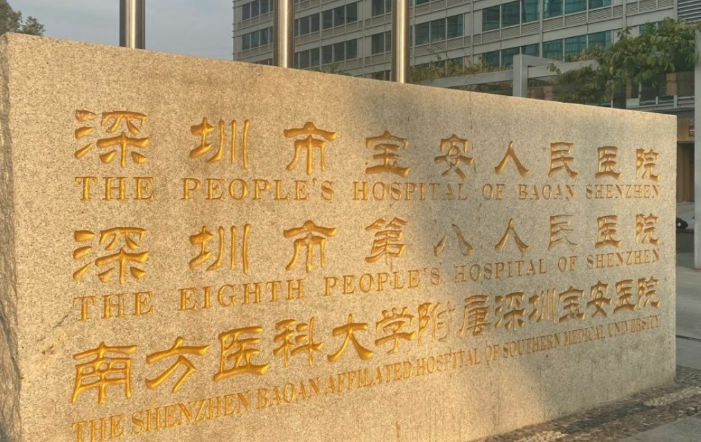 深圳市宝安人民医院
THE PEOPLE'S HOSPITAL OF BAOAN SHENZHEN
深圳市第八人民医院
THE EIGHTH PEOPLE'S HOSPITAL OF SHENZHEN
南方医科大学附属深圳宝安医院
THE SHENZHEN BAOAN AFFILATED HOSPITAL OF SOUTHERN MEDICAL UNIVERSITY